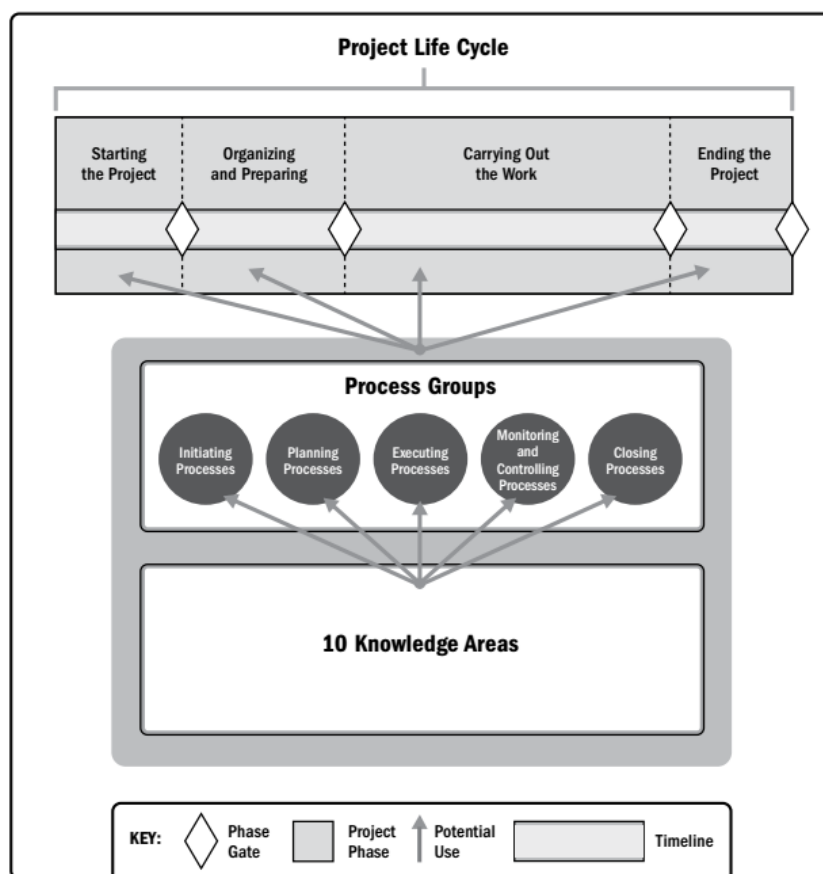 Project Life Cycle
Starting
the Project
Organizing
and Preparing
Carrying Out
the Work
Ending the
Project
Process Groups
Initiating
Processes
Planning
Processes
Executing
Processes
Monitoring
and
Controlling
Processes
Closing
Processes
10 Knowledge Areas
KEY:
Phase
Gate
Project
Phase
Potential
Use
Timeline